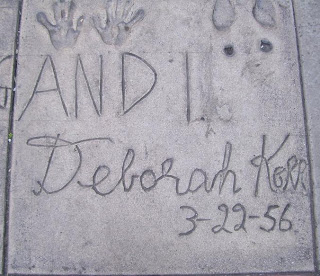 AND I
Deborah Kerr
3-22-56